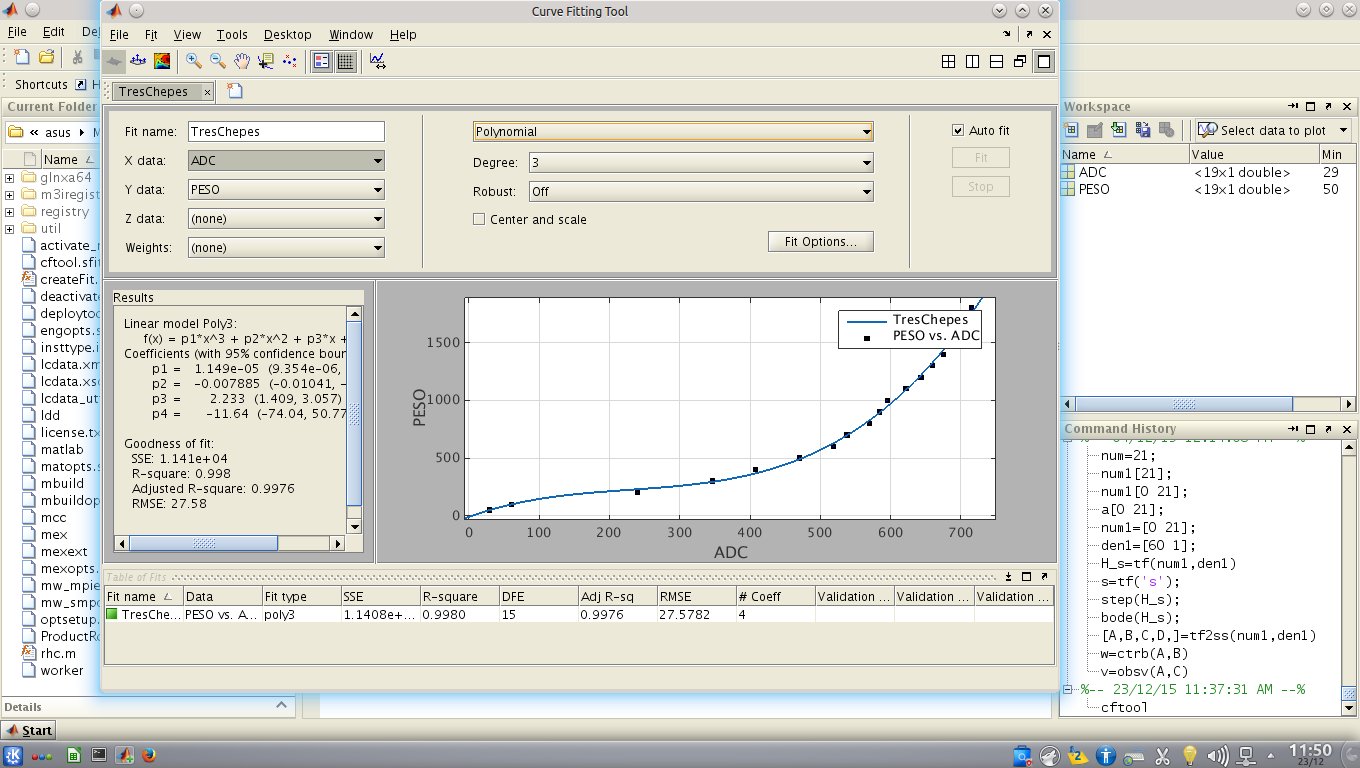 Curve Fitting Tool
File Edit
File Fit View Tools Desktop Window Help
Shortcuts
TresChepes
Current Folder
Workspace
Fit name: TresChepes
Polynomial
Auto fit
« asus
Select data to plot
X data: ADC
Degree: 3
Fit
Name
Name Value Min
Y data: PESO
Robust: Off
Stop
glnxa64
ADC <19x1 double> 29
m3iregist
PESO <19x1 double> 50
registry
Z data: (none)
Center and scale
util
Weights: (none)
Fit Options...
activate_
cftool.sfi
createFit.
deactivate
deploytoo
engopts.s
insttype.i
lcdata.xm
lcdata.xs
lcdata_ut
ldd
license.tx
matlab
matopts.s
mbuild
mbuildop
mcc
mex
mexext
mexopts.s
mw_mpie
mw_smpo
optsetup.
ProductRo
rhc.m
worker
Details
Results
Linear model Poly3:
f(x) = p1*x^3 + p2*x^2 + p3*x +
Coefficients (with 95% confidence boun
p1 = 1.149e-05 (9.354e-06,
p2 = -0.007885 (-0.01041, -
p3 = 2.233 (1.409, 3.057)
p4 = -11.64 (-74.04, 50.77
Goodness of fit:
SSE: 1.141e+04
R-square: 0.998
Adjusted R-square: 0.9976
RMSE: 27.58
TresChepes
PESO vs. ADC
1500
1000
500
0
PESO
0 100 200 300 400 500 600 700
ADC
Table of Fits
Fit name Data Fit type SSE R-square DFE Adj R-sq RMSE # Coeff Validation ... Validation ... Validation ...
TresChe... PESO vs. A... poly3 1.1408e+... 0.9980 15 0.9976 27.5782 4
Command History
num=21;
num1[21];
num1[0 21];
a[0 21];
num1=[0 21];
den1=[60 1];
H_s=tf(num1,den1)
s=tf('s');
step(H_s);
bode(H_s);
[A,B,C,D,]=tf2ss(num1,den1)
w=ctrb(A,B)
v=obsv(A,C)
%-- 23/12/15 11:37:31 AM --%
cftool
Start
11:50
23/12